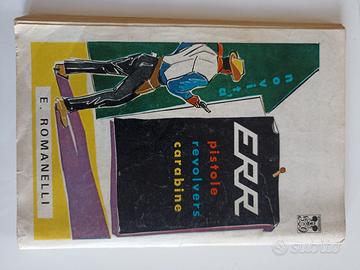 novità
ERR
pistole
revolvers
carabine
E. ROMANELLI
subito